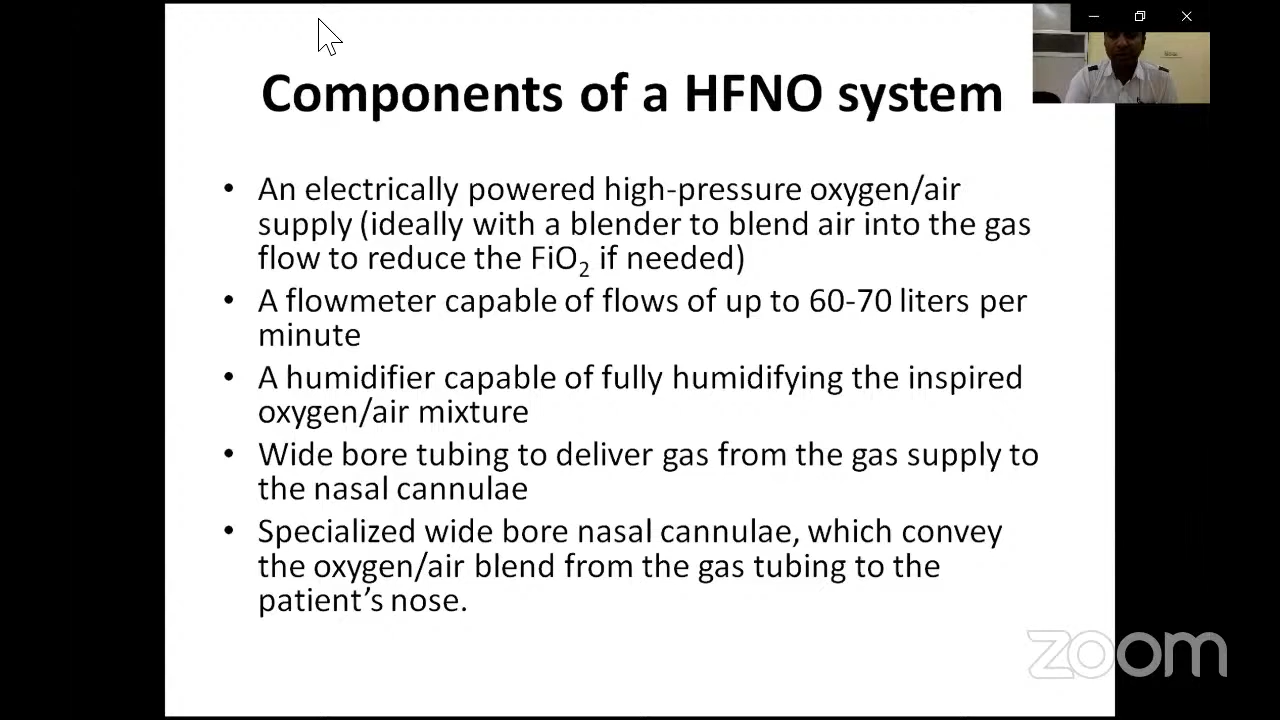 Components of a HFNO system
• An electrically powered high-pressure oxygen/air
supply (ideally with a blender to blend air into the gas
flow to reduce the FiO₂ if needed)
• A flowmeter capable of flows of up to 60-70 liters per
minute
• A humidifier capable of fully humidifying the inspired
oxygen/air mixture
• Wide bore tubing to deliver gas from the gas supply to
the nasal cannulae
• Specialized wide bore nasal cannulae, which convey
the oxygen/air blend from the gas tubing to the
patient’s nose.
zoom